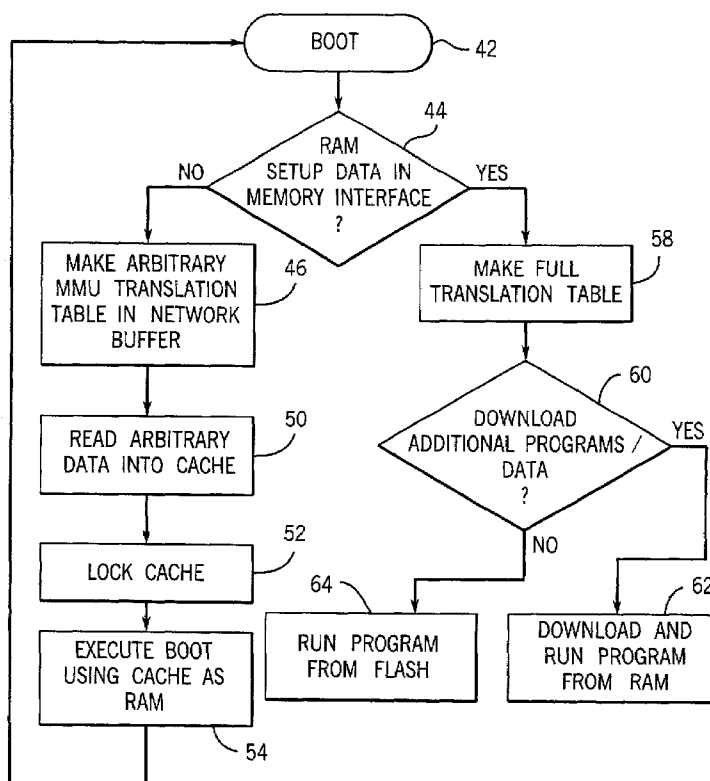 BOOT
42
44
RAM
SETUP DATA IN
MEMORY INTERFACE
?
NO
YES
MAKE ARBITRARY
MMU TRANSLATION
TABLE IN NETWORK
BUFFER
46
58
MAKE FULL
TRANSLATION TABLE
50
READ ARBITRARY
DATA INTO CACHE
60
DOWNLOAD
ADDITIONAL PROGRAMS /
DATA
?
YES
NO
52
LOCK CACHE
64
RUN PROGRAM
FROM FLASH
62
DOWNLOAD AND
RUN PROGRAM
FROM RAM
EXECUTE BOOT
USING CACHE AS
RAM
54